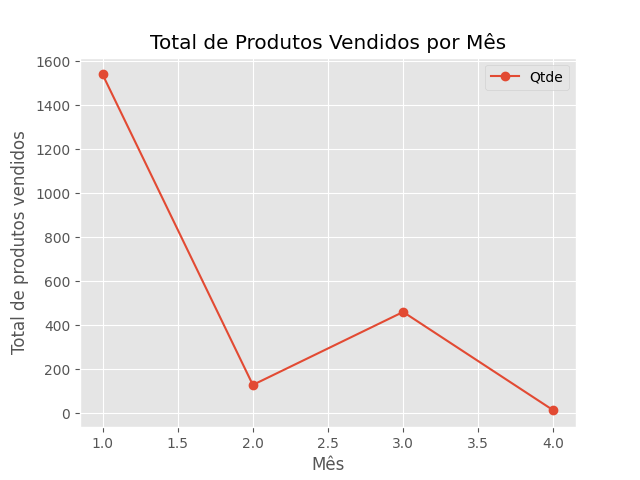 Total de Produtos Vendidos por Mês
Qtde
Total de produtos vendidos
1600
1400
1200
1000
800
600
400
200
0
1.0 1.5 2.0 2.5 3.0 3.5 4.0
Mês